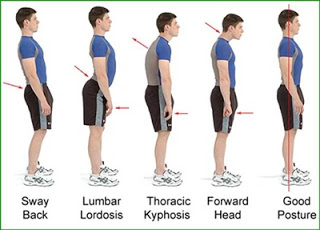 Sway Back
Lumbar Lordosis
Thoracic Kyphosis
Forward Head
Good Posture